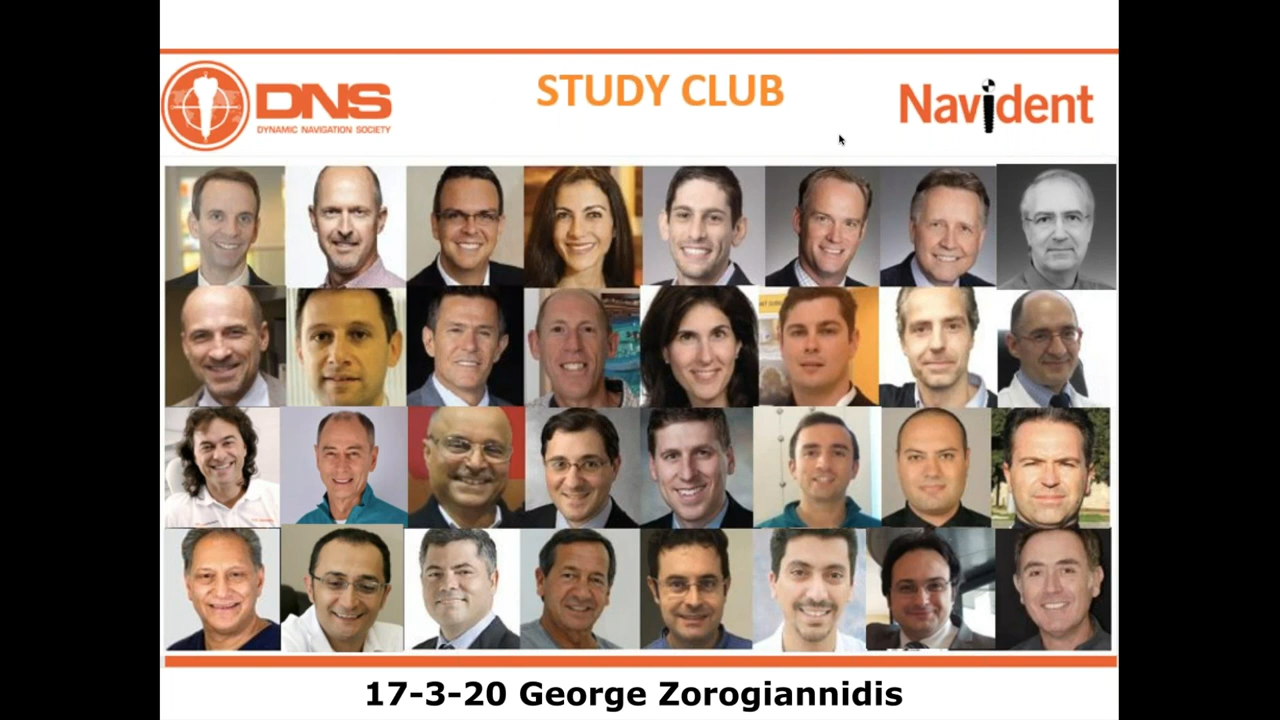 DNS
DYNAMIC NAVIGATION SOCIETY
STUDY CLUB
Navident
17-3-20 George Zorogiannidis